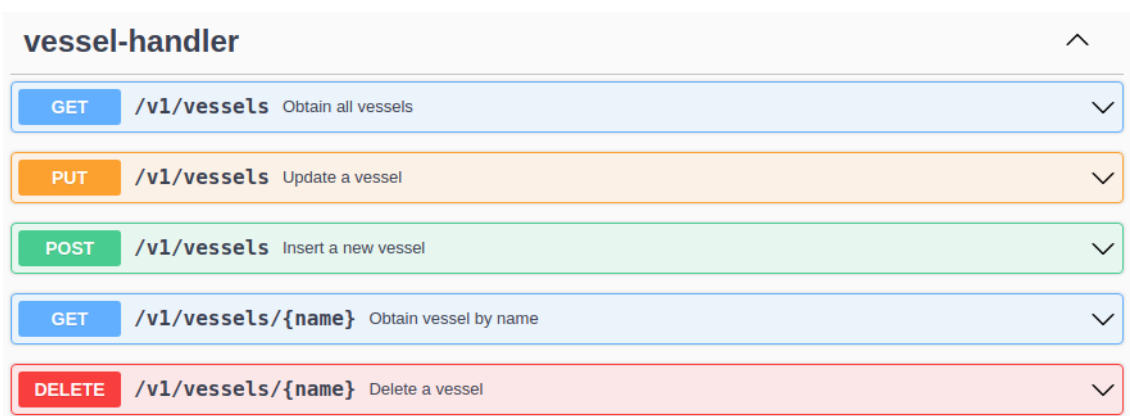 vessel-handler
GET /v1/vessels Obtain all vessels
PUT /v1/vessels Update a vessel
POST /v1/vessels Insert a new vessel
GET /v1/vessels/{name} Obtain vessel by name
DELETE /v1/vessels/{name} Delete a vessel